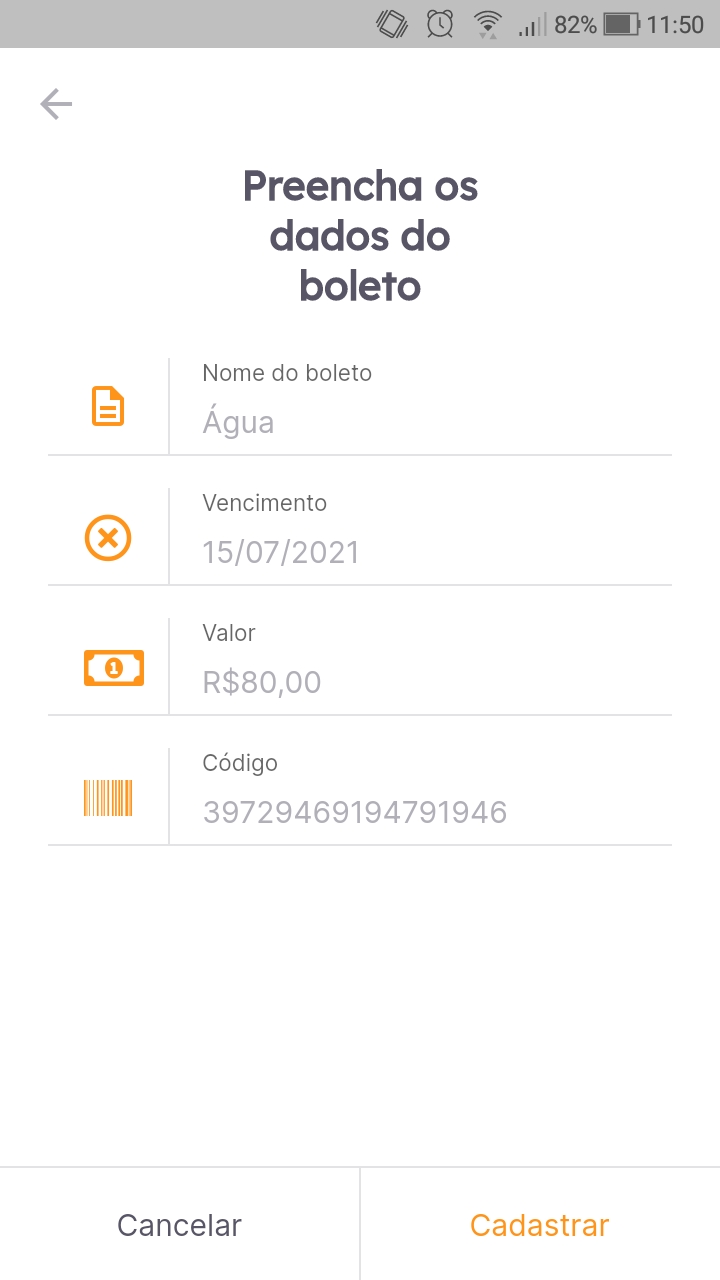 82% 11:50
Preencha os
dados do
boleto
Nome do boleto
Água
Vencimento
15/07/2021
Valor
1
R$80,00
Código
39729469194791946
Cancelar
Cadastrar